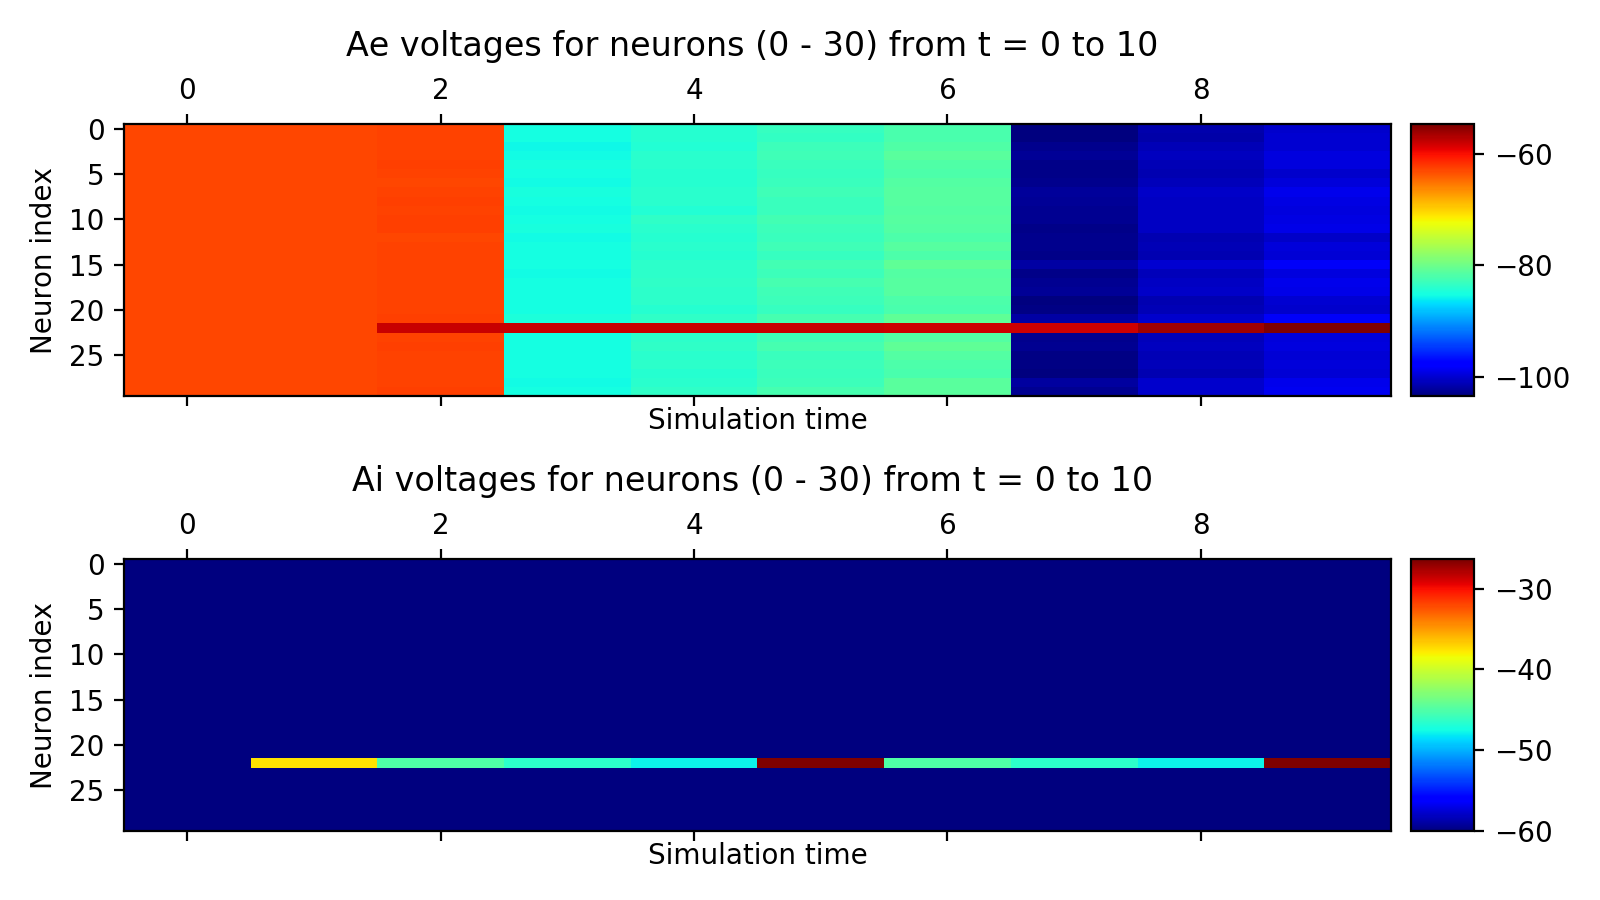 Ae voltages for neurons (0 - 30) from t = 0 to 10
0 2 4 6 8
Neuron index
0
5
10
15
20
25
−60
−80
−100
Simulation time
Ai voltages for neurons (0 - 30) from t = 0 to 10
0 2 4 6 8
Neuron index
0
5
10
15
20
25
−30
−40
−50
−60
Simulation time